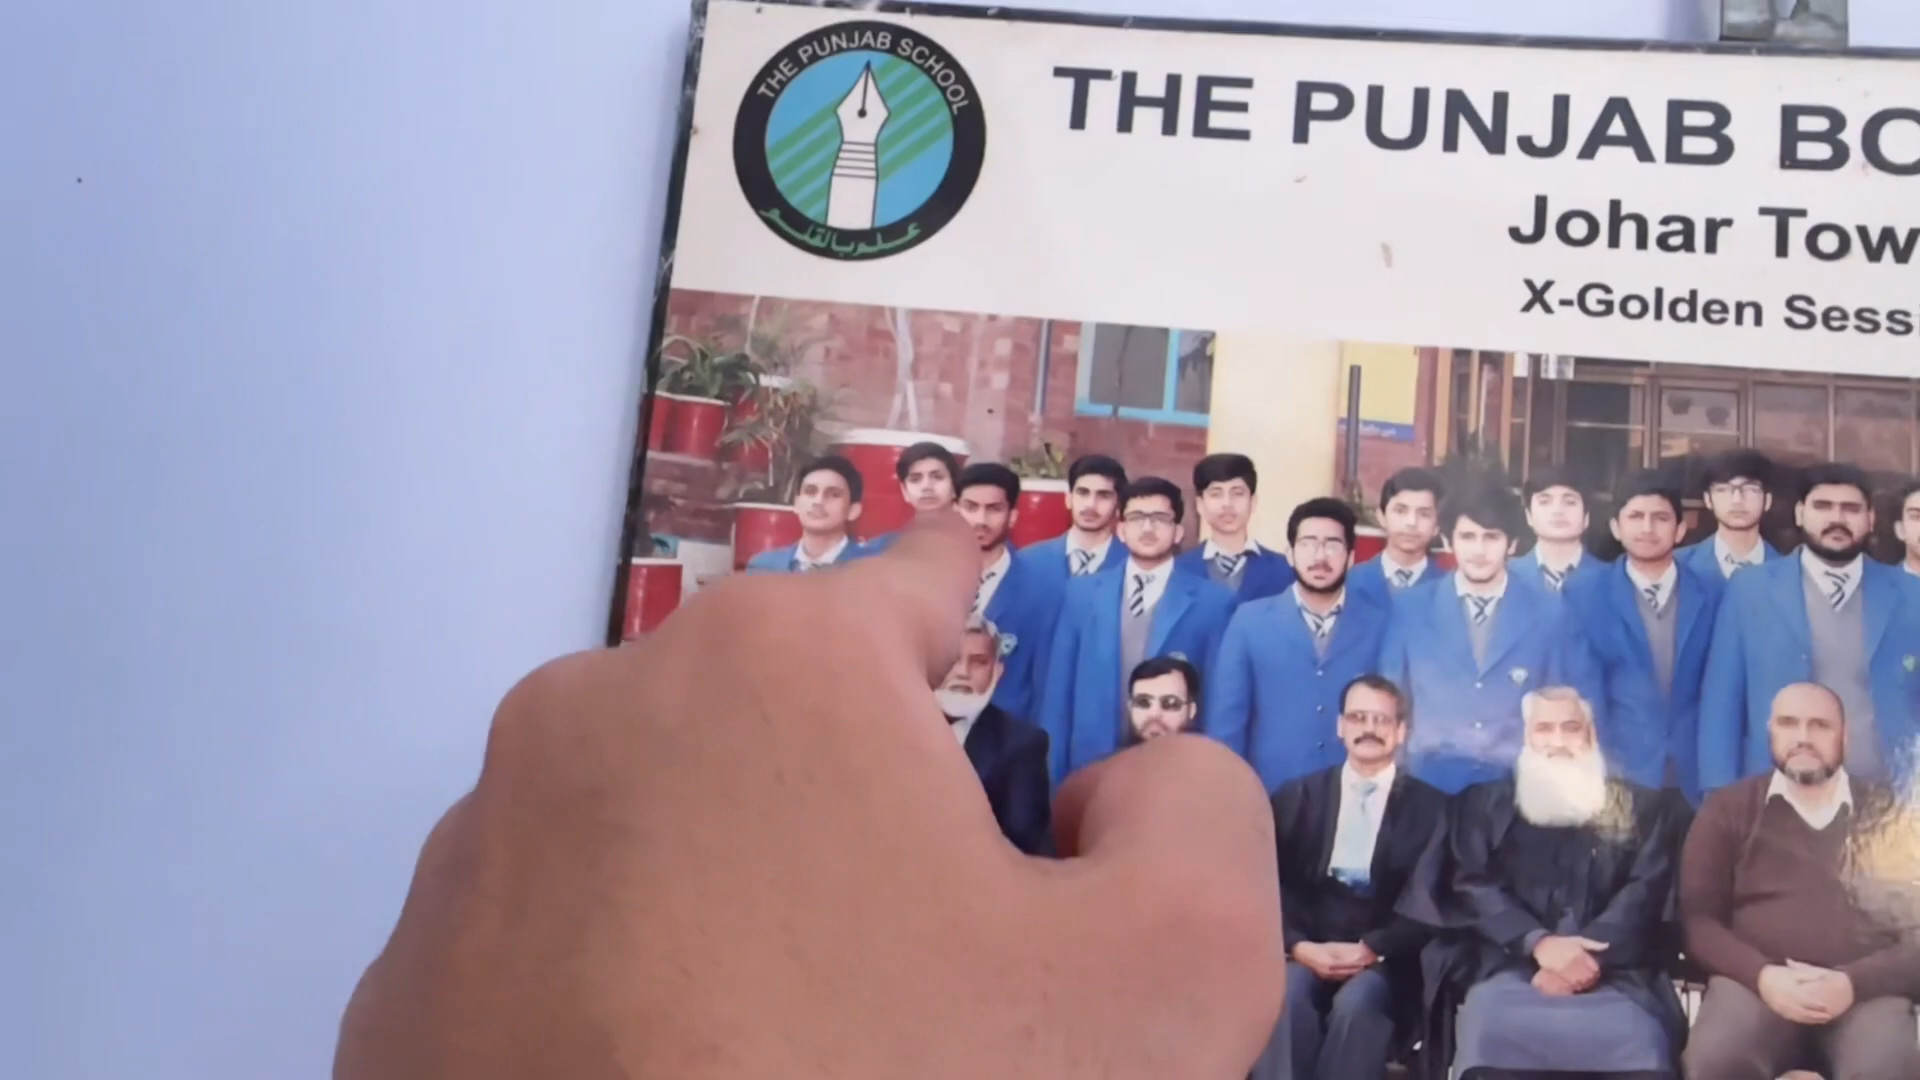 THE PUNJAB SCHOOL
علم بالقلم
THE PUNJAB BO
Johar Tow
X-Golden Sess